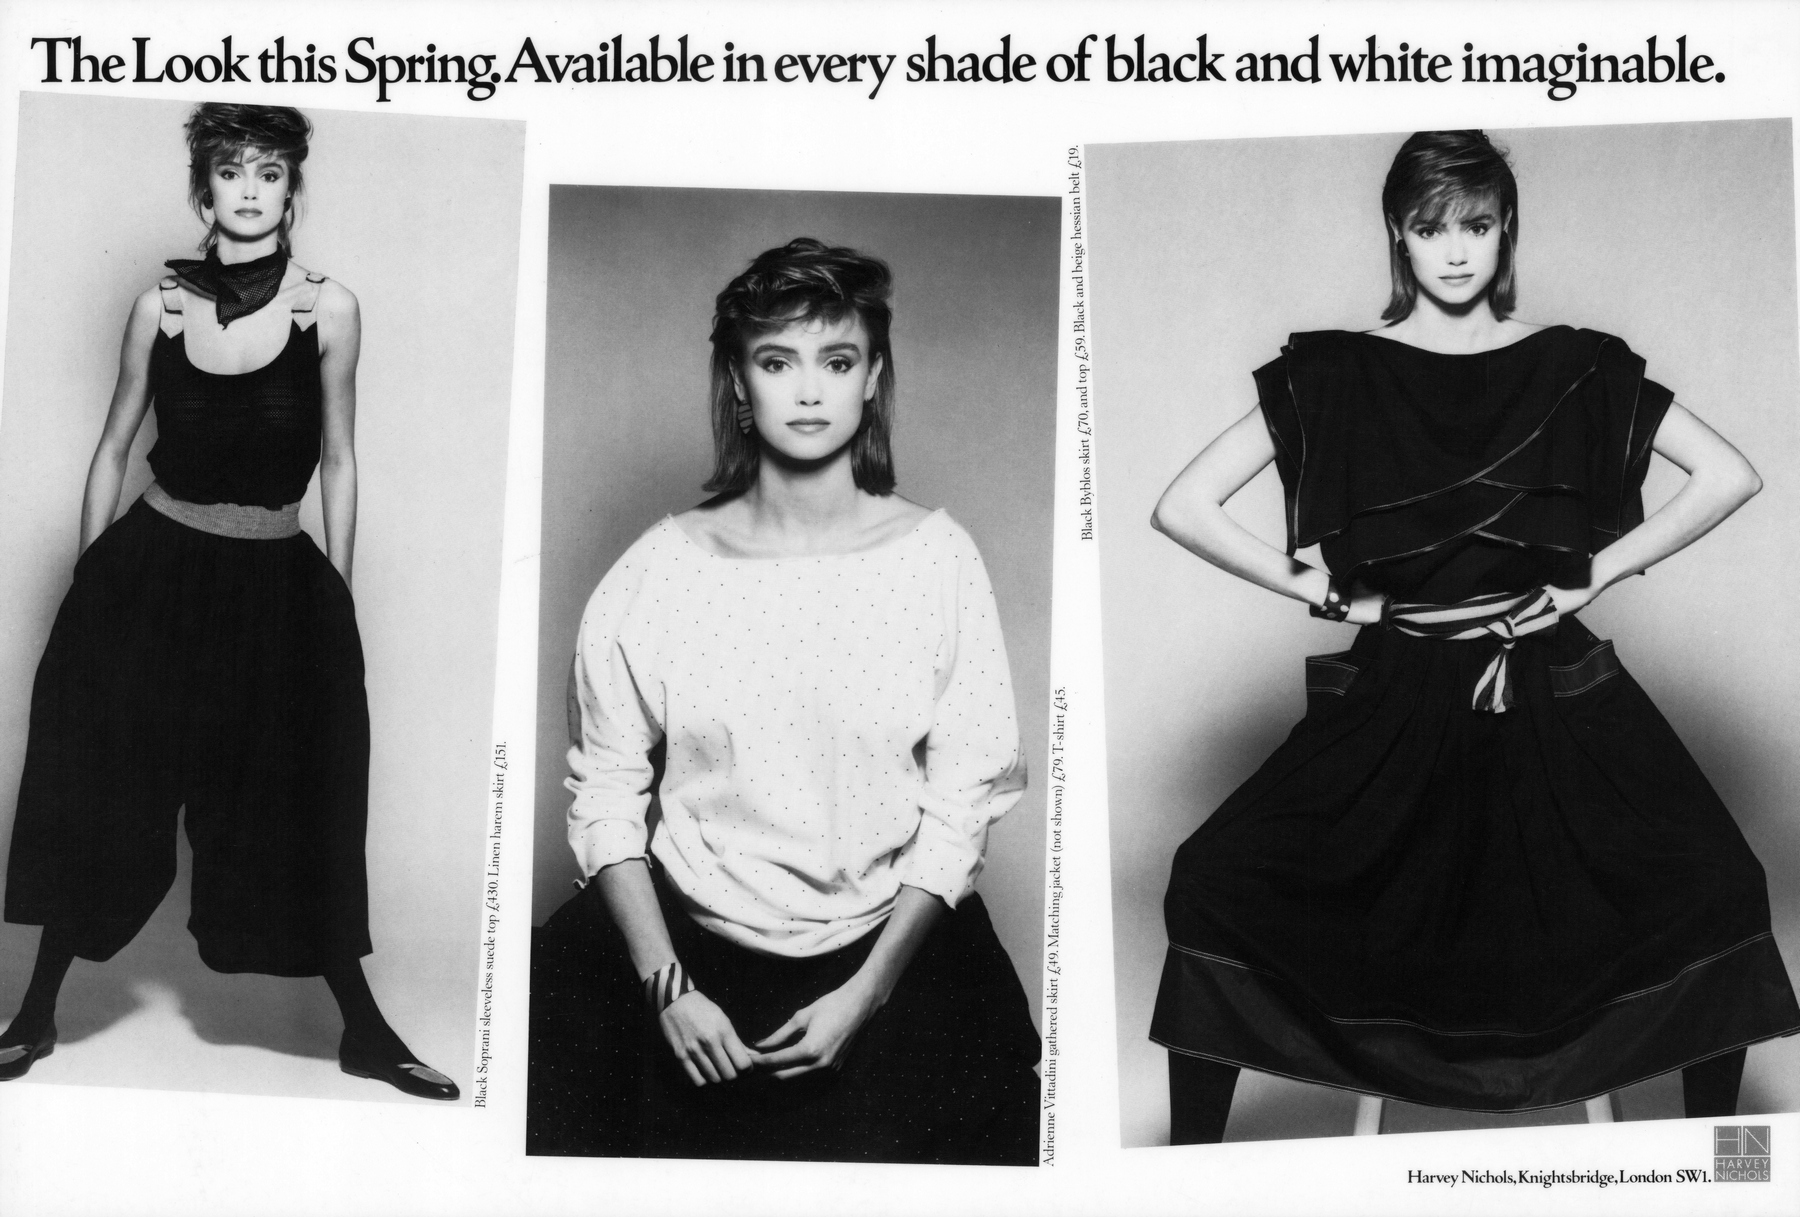 The Look this Spring. Available in every shade of black and white imaginable.
Black Soprani sleeveless suede top £430. Linen harem skirt £151.
Adrienne Vittadini gathered skirt £49. Matching jacket (not shown) £79. T-shirt £45.
Black Byblos skirt £70, and top £59. Black and beige hessian belt £19.
Harvey Nichols, Knightsbridge, London SW1.
HN
HARVEY
NICHOLS